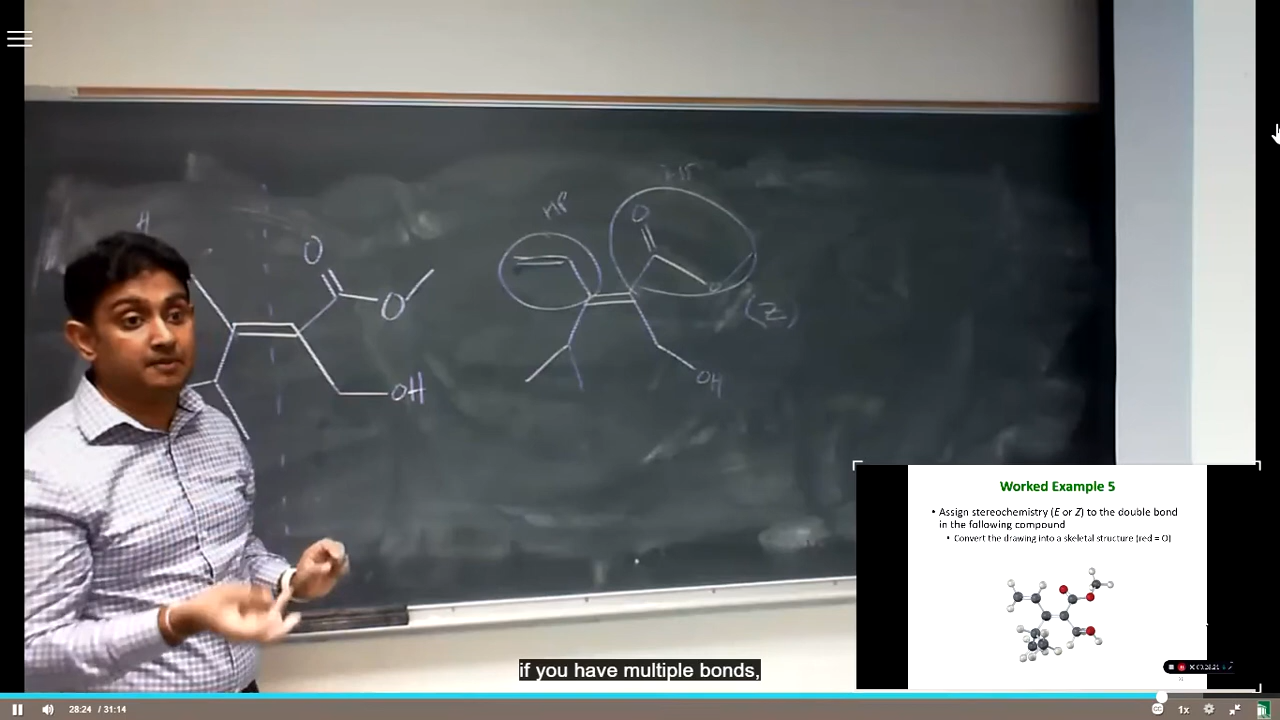 H
O
O
OH
HP
O
O
(Z)
OH
Worked Example 5
• Assign stereochemistry (E or Z) to the double bond
in the following compound
• Convert the drawing into a skeletal structure (red = O)
if you have multiple bonds,
28:24 / 31:14
CC
1x